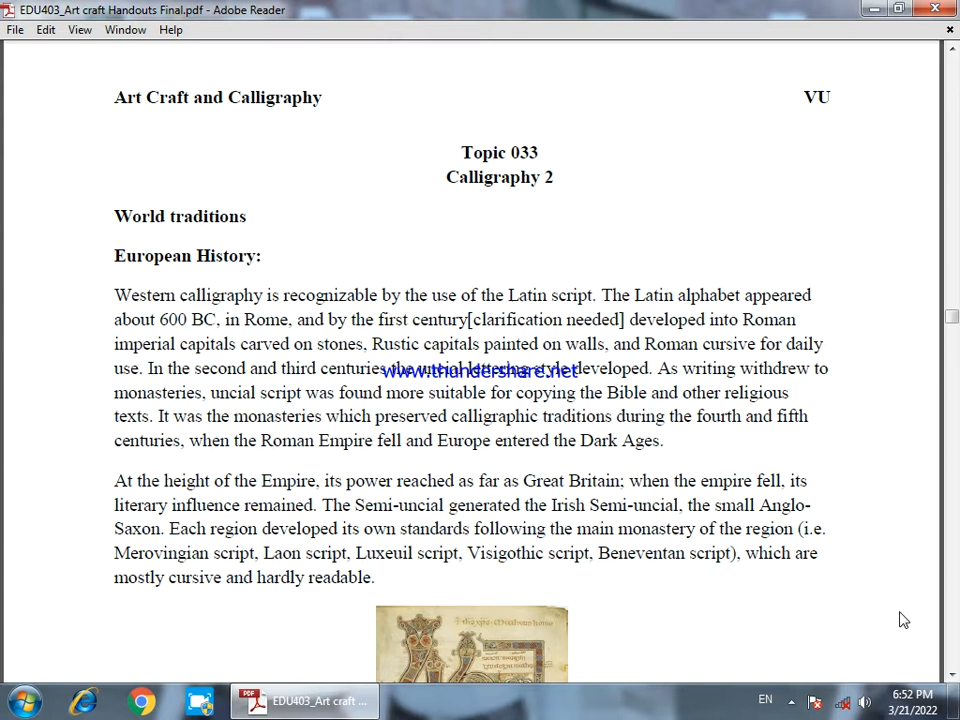 EDU403_Art craft Handouts Final.pdf - Adobe Reader
File Edit View Window Help
Art Craft and Calligraphy VU
Topic 033
Calligraphy 2
World traditions
European History:
Western calligraphy is recognizable by the use of the Latin script. The Latin alphabet appeared
about 600 BC, in Rome, and by the first century[clarification needed] developed into Roman
imperial capitals carved on stones, Rustic capitals painted on walls, and Roman cursive for daily
use. In the second and third centuries the uncial lettering style developed. As writing withdrew to
www.thundershare.net
monasteries, uncial script was found more suitable for copying the Bible and other religious
texts. It was the monasteries which preserved calligraphic traditions during the fourth and fifth
centuries, when the Roman Empire fell and Europe entered the Dark Ages.
At the height of the Empire, its power reached as far as Great Britain; when the empire fell, its
literary influence remained. The Semi-uncial generated the Irish Semi-uncial, the small Anglo-
Saxon. Each region developed its own standards following the main monastery of the region (i.e.
Merovingian script, Laon script, Luxeuil script, Visigothic script, Beneventan script), which are
mostly cursive and hardly readable.
EDU403_Art craft ...
EN
6:52 PM
3/21/2022